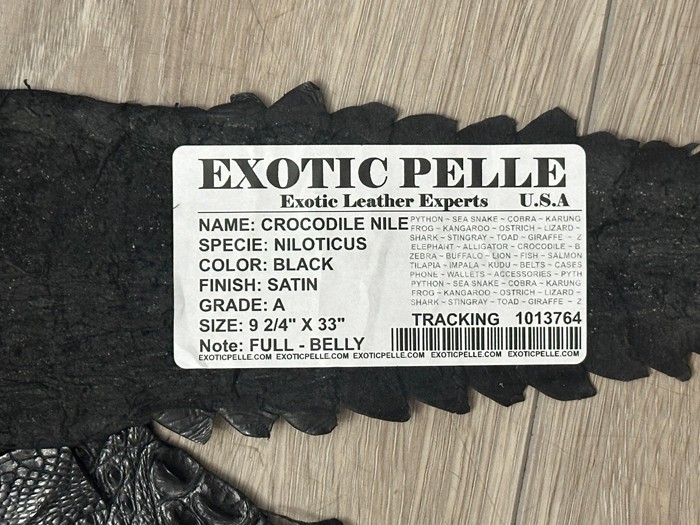 EXOTIC PELLE
Exotic Leather Experts U.S.A
NAME: CROCODILE NILE
SPECIE: NILOTICUS
COLOR: BLACK
FINISH: SATIN
GRADE: A
SIZE: 9 2/4" X 33"
Note: FULL - BELLY
PYTHON ~ SEA SNAKE ~ COBRA ~ KARUNG
FROG ~ KANGAROO ~ OSTRICH ~ LIZARD ~
SHARK ~ STINGRAY ~ TOAD ~ GIRAFFE ~ Z
ELEPHANT ~ ALLIGATOR ~ CROCODILE ~ B
ZEBRA ~ BUFFALO ~ LION ~ FISH ~ SALMON
TILAPIA ~ IMPALA ~ KUDU ~ BELTS ~ CASES
PHONE ~ WALLETS ~ ACCESSORIES ~ PYTH
PYTHON ~ SEA SNAKE ~ COBRA ~ KARUNG
FROG ~ KANGAROO ~ OSTRICH ~ LIZARD ~
SHARK ~ STINGRAY ~ TOAD ~ GIRAFFE ~ Z
TRACKING 1013764
EXOTICPELLE.COM EXOTICPELLE.COM EXOTICPELLE.COM EXOTICPELLE.COM EXOTICPELLE.COM